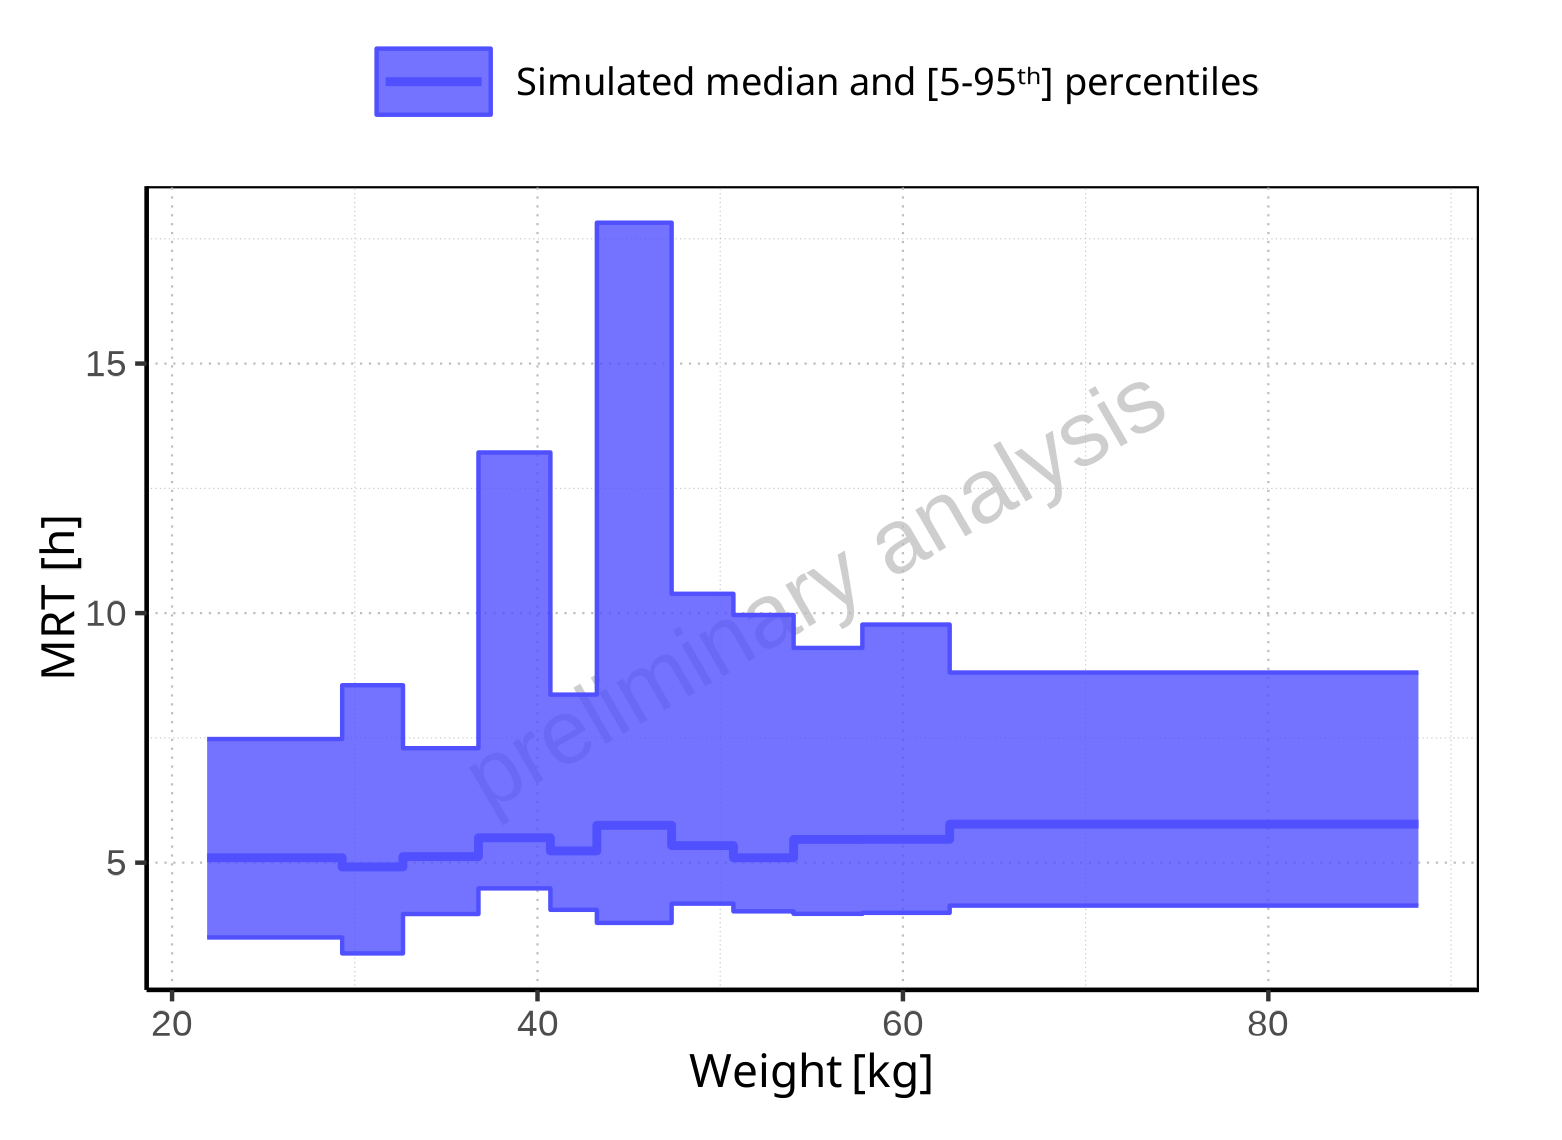 Simulated median and [5-95ᵗʰ] percentiles
15
10
5
MRT [h]
preliminary analysis
20 40 60 80
Weight [kg]